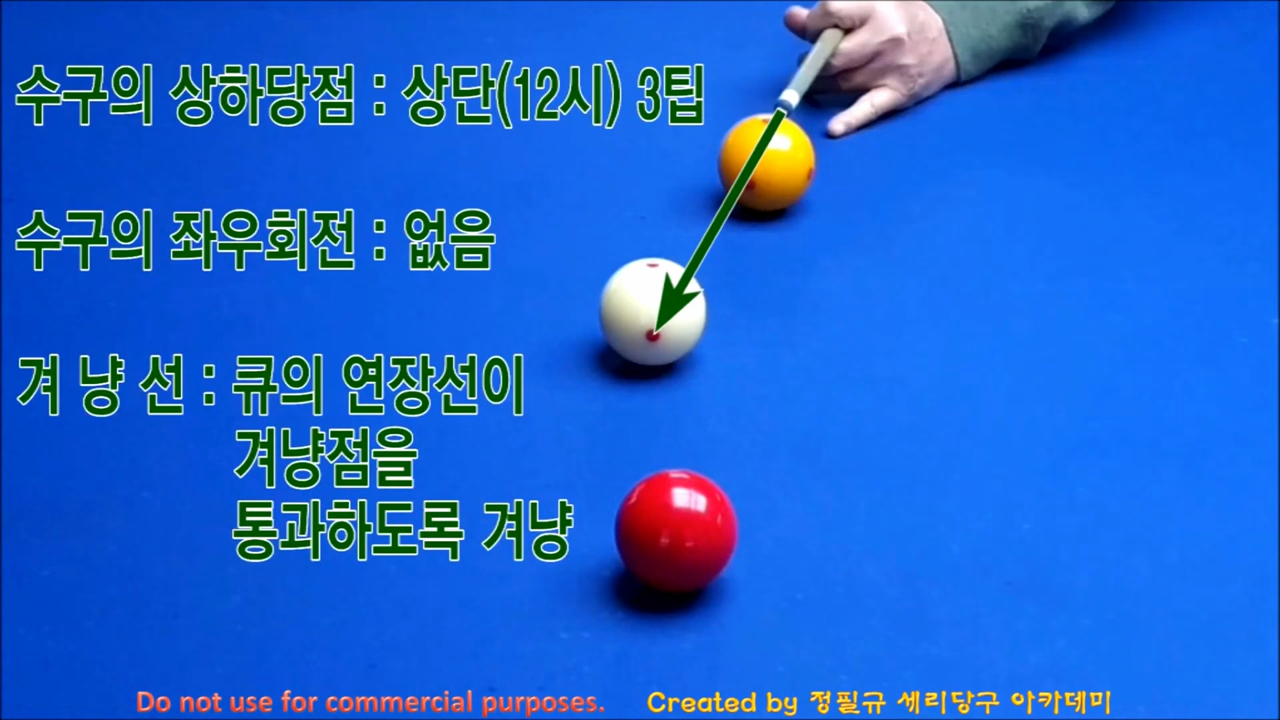 수구의 상하당점 : 상단(12시) 3팁
수구의 좌우회전 : 없음
겨 냥 선 : 큐의 연장선이
겨냥점을
통과하도록 겨냥
Do not use for commercial purposes. Created by 정필규 세리당구 아카데미